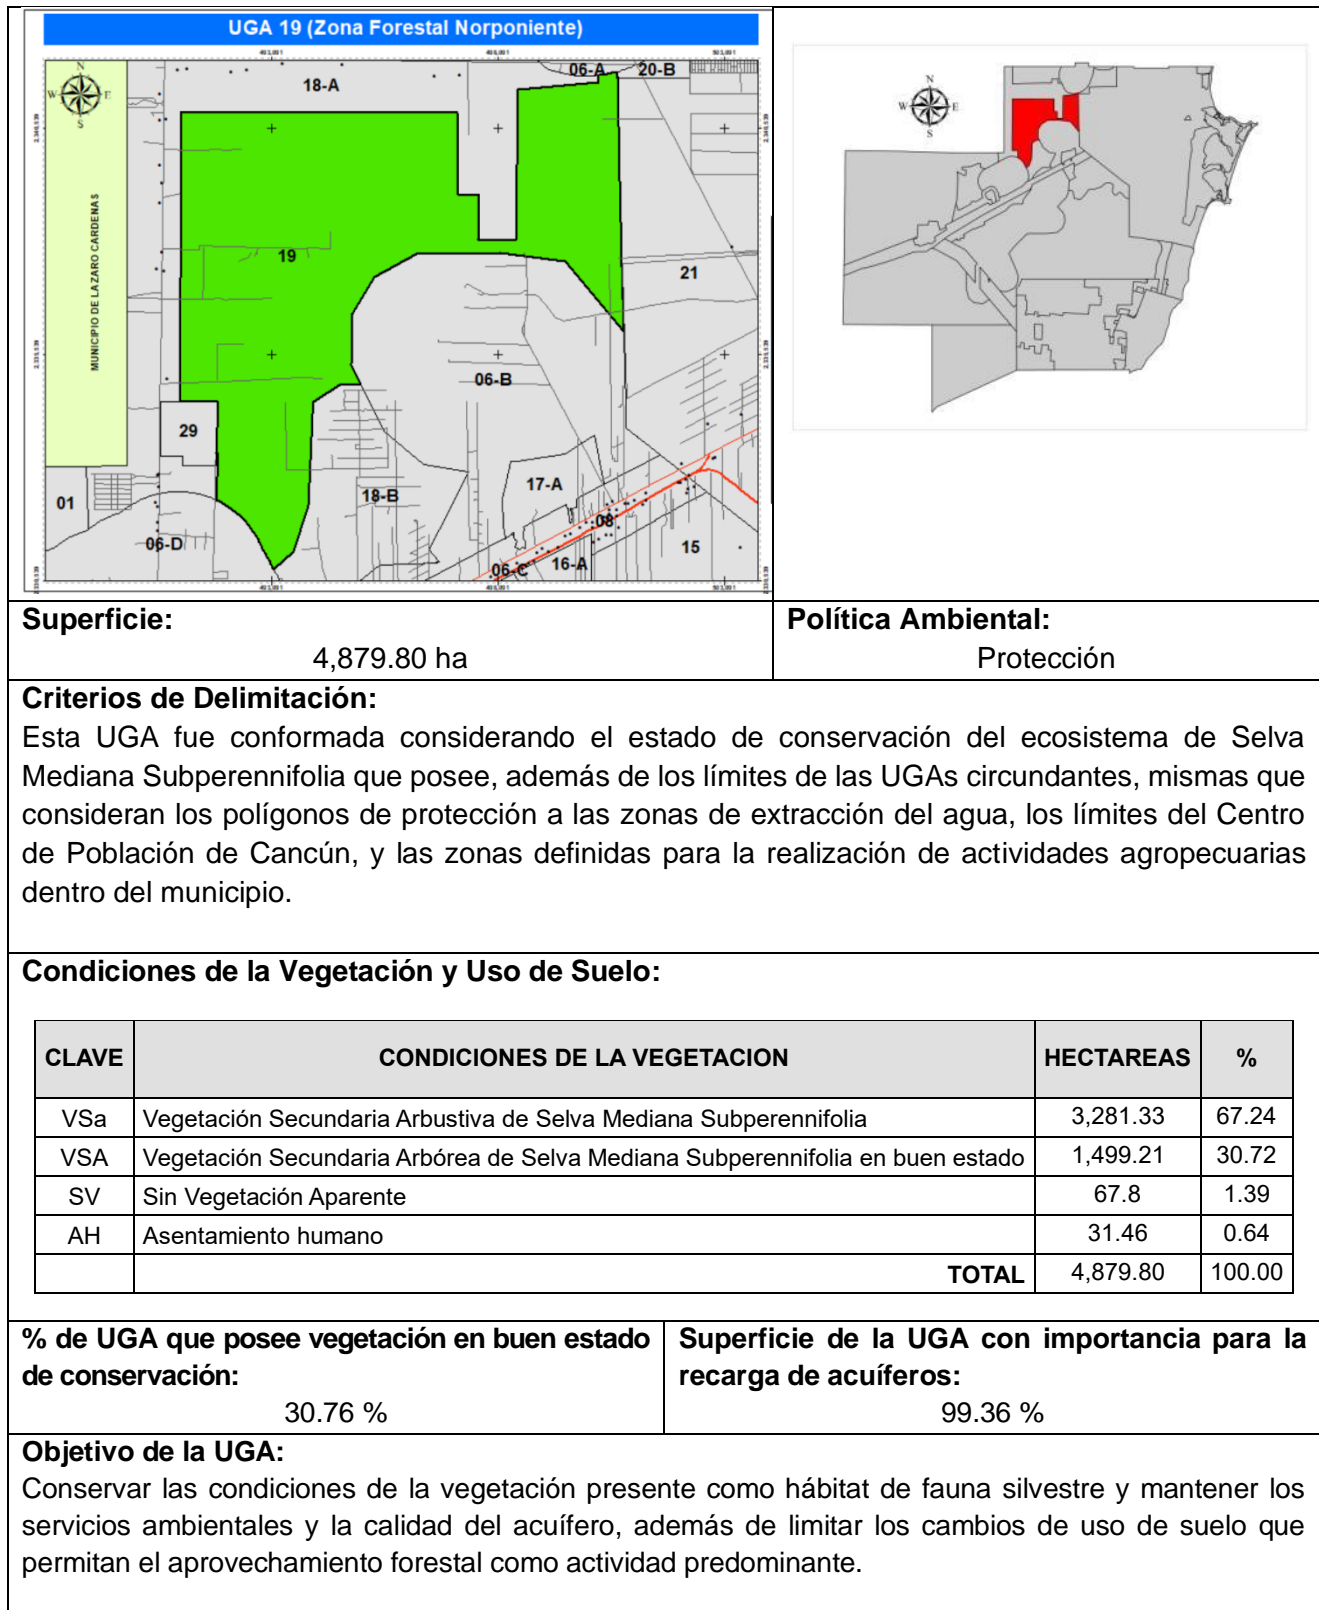 UGA 19 (Zona Forestal Norponiente)
N
W E
S
18-A
06-A
20-B
MUNICIPIO DE LAZARO CARDENAS
19
21
06-B
29
01
18-B
17-A
06-D
08
06-C
16-A
15
N
W E
S
Superficie:
4,879.80 ha
Política Ambiental:
Protección
Criterios de Delimitación:
Esta UGA fue conformada considerando el estado de conservación del ecosistema de Selva
Mediana Subperennifolia que posee, además de los límites de las UGAs circundantes, mismas que
consideran los polígonos de protección a las zonas de extracción del agua, los límites del Centro
de Población de Cancún, y las zonas definidas para la realización de actividades agropecuarias
dentro del municipio.
Condiciones de la Vegetación y Uso de Suelo:
CLAVE CONDICIONES DE LA VEGETACION HECTAREAS %
VSa Vegetación Secundaria Arbustiva de Selva Mediana Subperennifolia 3,281.33 67.24
VSA Vegetación Secundaria Arbórea de Selva Mediana Subperennifolia en buen estado 1,499.21 30.72
SV Sin Vegetación Aparente 67.8 1.39
AH Asentamiento humano 31.46 0.64
TOTAL 4,879.80 100.00
% de UGA que posee vegetación en buen estado
de conservación:
30.76 %
Superficie de la UGA con importancia para la
recarga de acuíferos:
99.36 %
Objetivo de la UGA:
Conservar las condiciones de la vegetación presente como hábitat de fauna silvestre y mantener los
servicios ambientales y la calidad del acuífero, además de limitar los cambios de uso de suelo que
permitan el aprovechamiento forestal como actividad predominante.